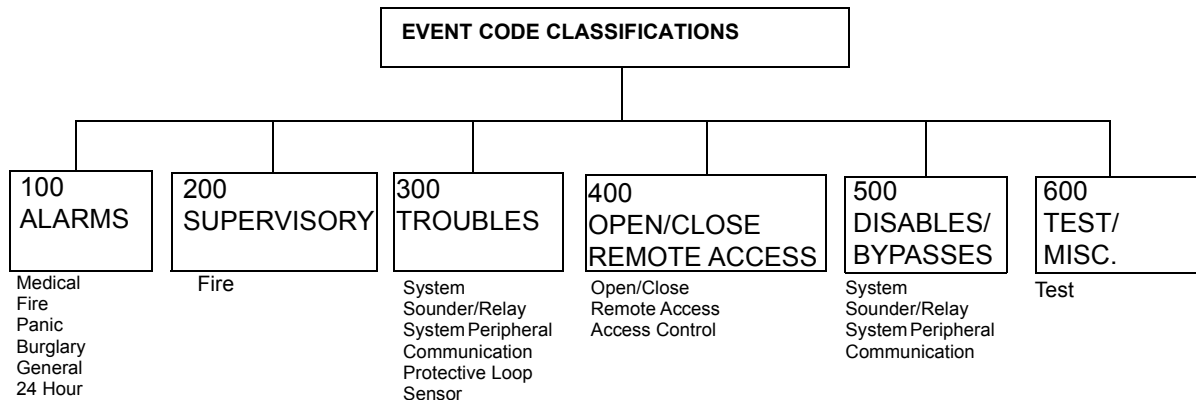 EVENT CODE CLASSIFICATIONS
100
ALARMS
Medical
Fire
Panic
Burglary
General
24 Hour
200
SUPERVISORY
Fire
300
TROUBLES
System
Sounder/Relay
System Peripheral
Communication
Protective Loop
Sensor
400
OPEN/CLOSE
REMOTE ACCESS
Open/Close
Remote Access
Access Control
500
DISABLES/
BYPASSES
System
Sounder/Relay
System Peripheral
Communication
600
TEST/
MISC.
Test